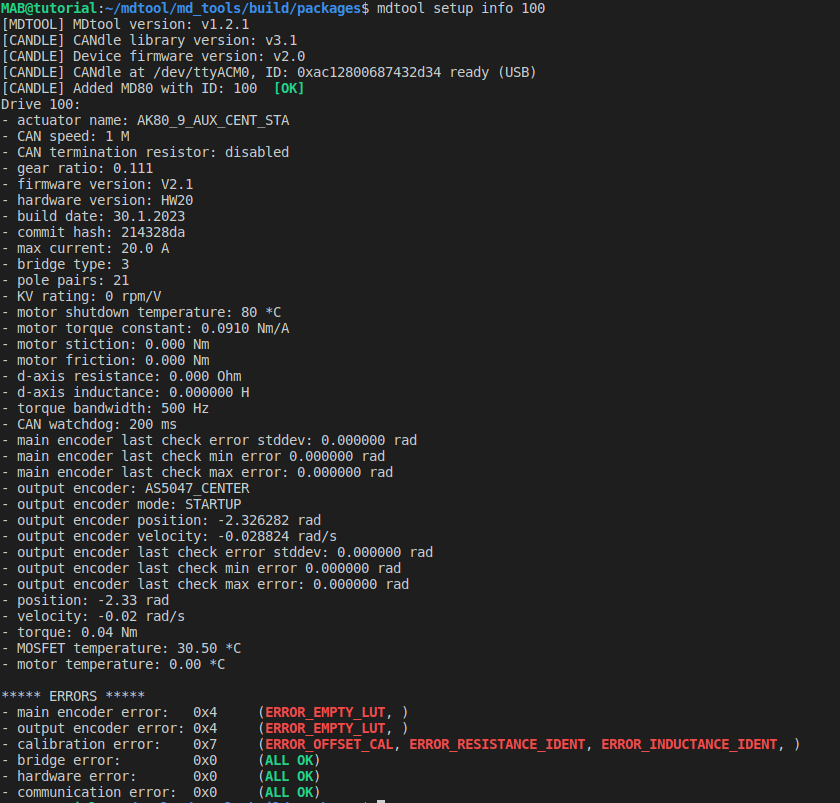 MAB@tutorial:~/mdtool/md_tools/build/packages$ mdtool setup info 100
[MDTOOL] MDtool version: v1.2.1
[CANDLE] CANdle library version: v3.1
[CANDLE] Device firmware version: v2.0
[CANDLE] CANdle at /dev/ttyACM0, ID: 0xac12800687432d34 ready (USB)
[CANDLE] Added MD80 with ID: 100  [OK]
Drive 100:
- actuator name: AK80_9_AUX_CENT_STA
- CAN speed: 1 M
- CAN termination resistor: disabled
- gear ratio: 0.111
- firmware version: V2.1
- hardware version: HW20
- build date: 30.1.2023
- commit hash: 214328da
- max current: 20.0 A
- bridge type: 3
- pole pairs: 21
- KV rating: 0 rpm/V
- motor shutdown temperature: 80 *C
- motor torque constant: 0.0910 Nm/A
- motor stiction: 0.000 Nm
- motor friction: 0.000 Nm
- d-axis resistance: 0.000 Ohm
- d-axis inductance: 0.000000 H
- torque bandwidth: 500 Hz
- CAN watchdog: 200 ms
- main encoder last check error stddev: 0.000000 rad
- main encoder last check min error 0.000000 rad
- main encoder last check max error: 0.000000 rad
- output encoder: AS5047_CENTER
- output encoder mode: STARTUP
- output encoder position: -2.326282 rad
- output encoder velocity: -0.028824 rad/s
- output encoder last check error stddev: 0.000000 rad
- output encoder last check min error 0.000000 rad
- output encoder last check max error: 0.000000 rad
- position: -2.33 rad
- velocity: -0.02 rad/s
- torque: 0.04 Nm
- MOSFET temperature: 30.50 *C
- motor temperature: 0.00 *C
***** ERRORS *****
- main encoder error:   0x4     (ERROR_EMPTY_LUT, )
- output encoder error: 0x4     (ERROR_EMPTY_LUT, )
- calibration error:    0x7     (ERROR_OFFSET_CAL, ERROR_RESISTANCE_IDENT, ERROR_INDUCTANCE_IDENT, )
- bridge error:         0x0     (ALL OK)
- hardware error:       0x0     (ALL OK)
- communication error:  0x0     (ALL OK)